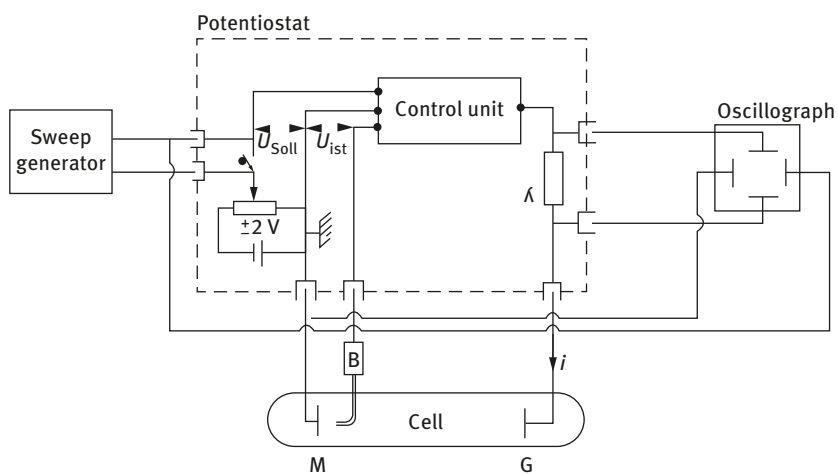 Potentiostat
Control unit
Oscillograph
Sweep
generator
U_Soll
U_ist
±2 V
ʎ
B
i
Cell
M
G